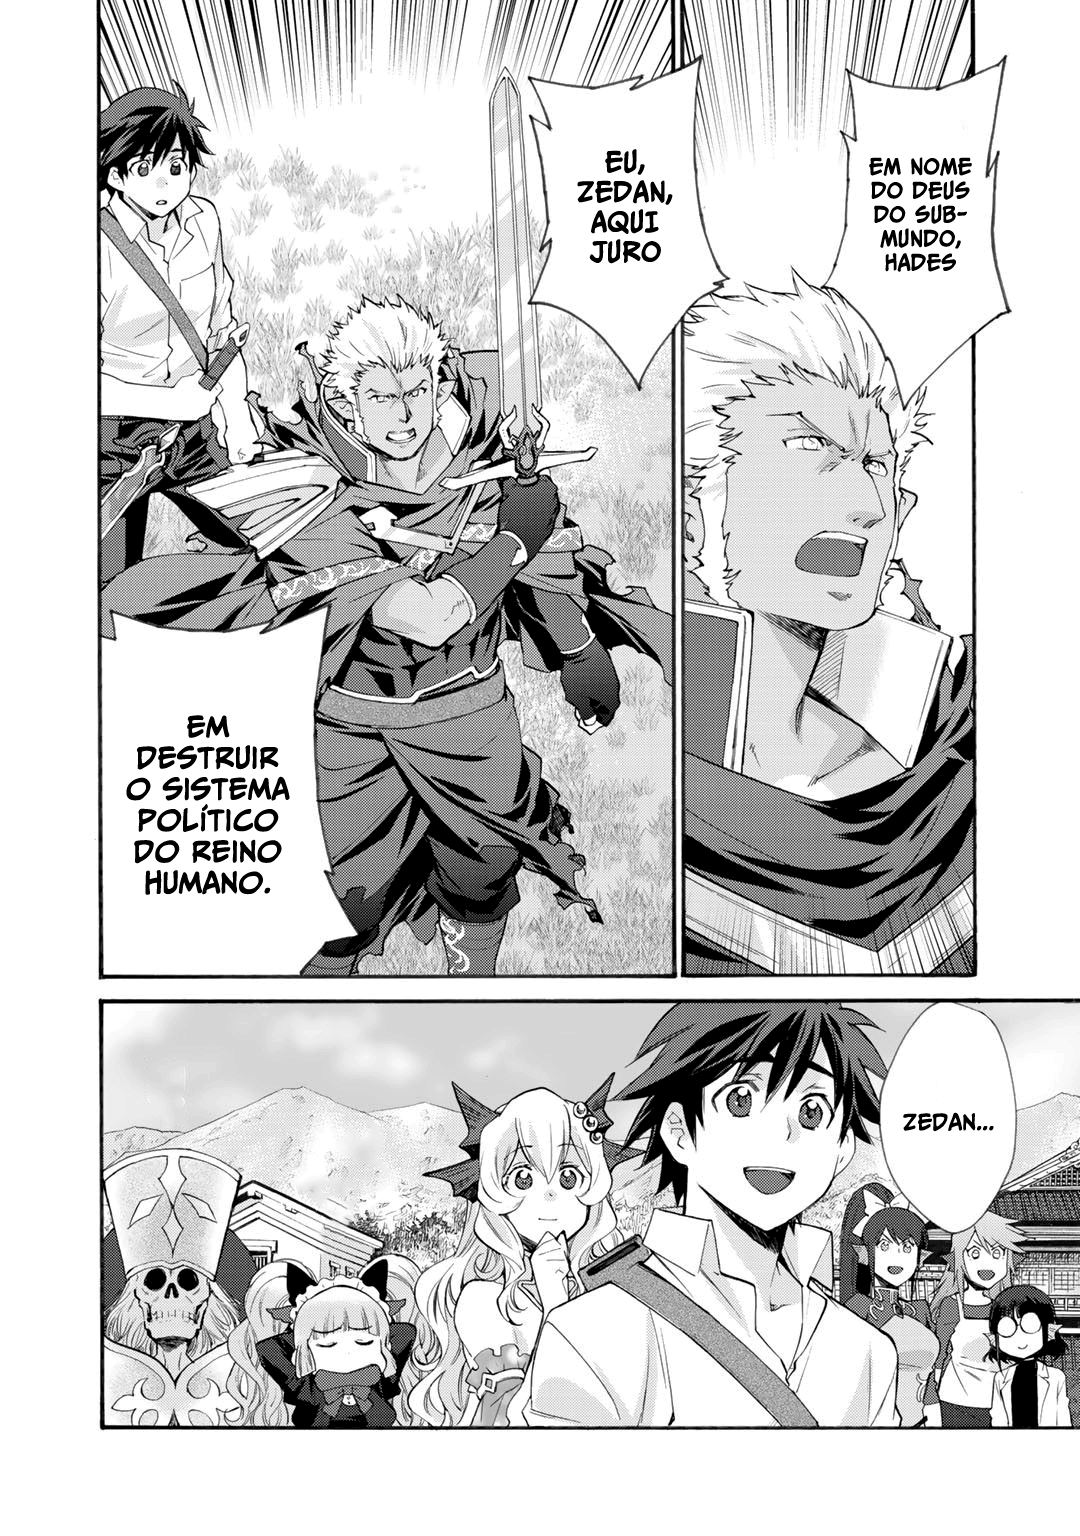 EM NOME
DO DEUS
DO SUB-
MUNDO,
HADES
EU,
ZEDAN,
AQUI
JURO
EM
DESTRUIR
O SISTEMA
POLÍTICO
DO REINO
HUMANO.
ZEDAN...